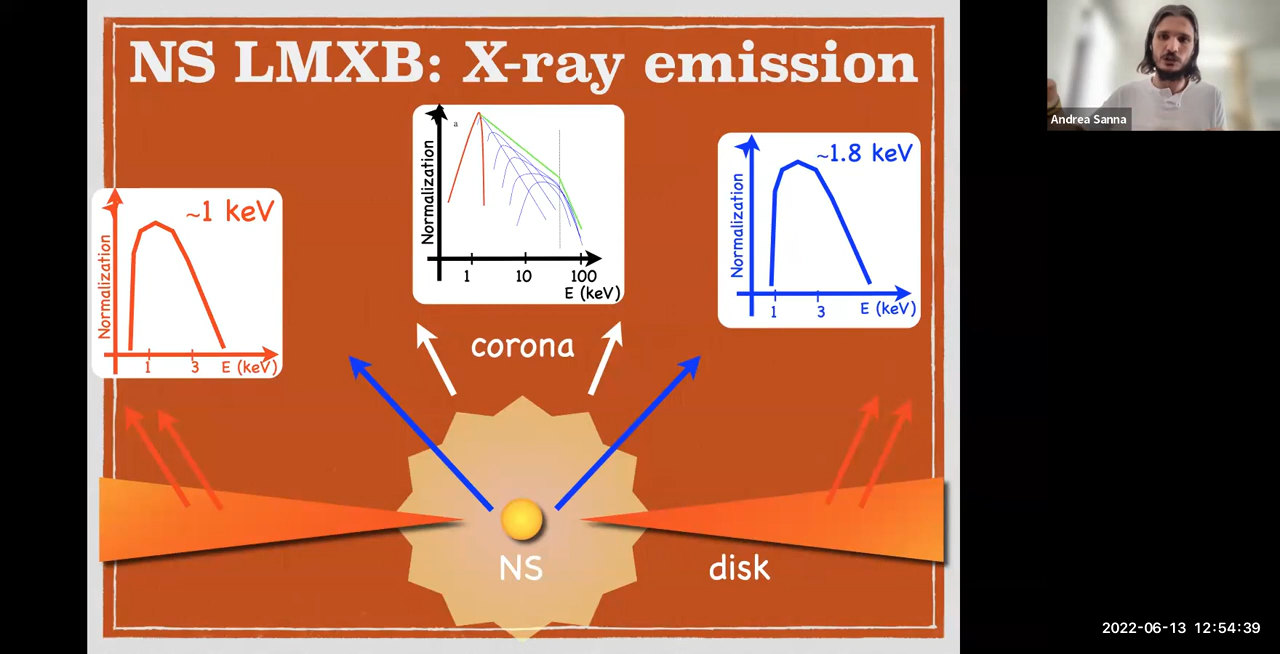 NS LMXB: X-ray emission
~1 keV
Normalization
1 3 E (keV)
a
Normalization
1 10 100
E (keV)
~1.8 keV
Normalization
1 3 E (keV)
corona
NS
disk
Andrea Sanna
2022-06-13 12:54:39